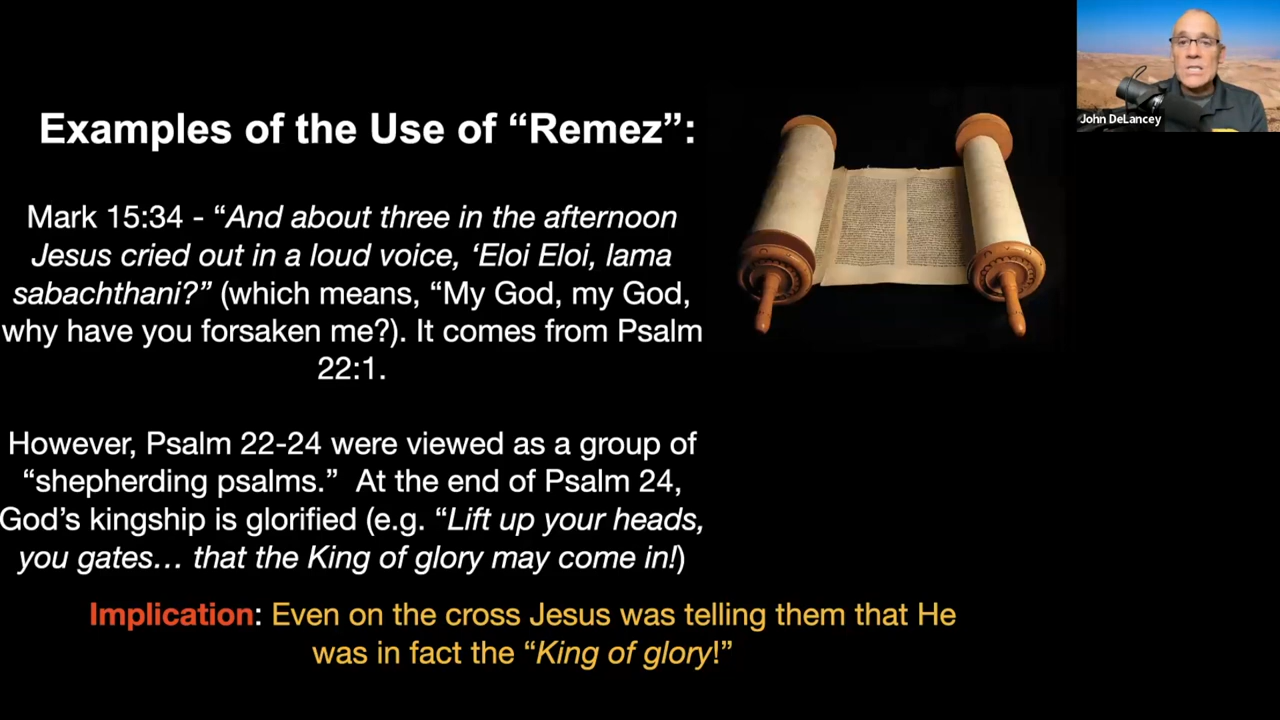 Examples of the Use of “Remez”:
Mark 15:34 - “And about three in the afternoon
Jesus cried out in a loud voice, ‘Eloi Eloi, lama
sabachthani?” (which means, “My God, my God,
why have you forsaken me?). It comes from Psalm
22:1.
However, Psalm 22-24 were viewed as a group of
“shepherding psalms.” At the end of Psalm 24,
God’s kingship is glorified (e.g. “Lift up your heads,
you gates… that the King of glory may come in!)
Implication: Even on the cross Jesus was telling them that He
was in fact the “King of glory!”
John DeLancey